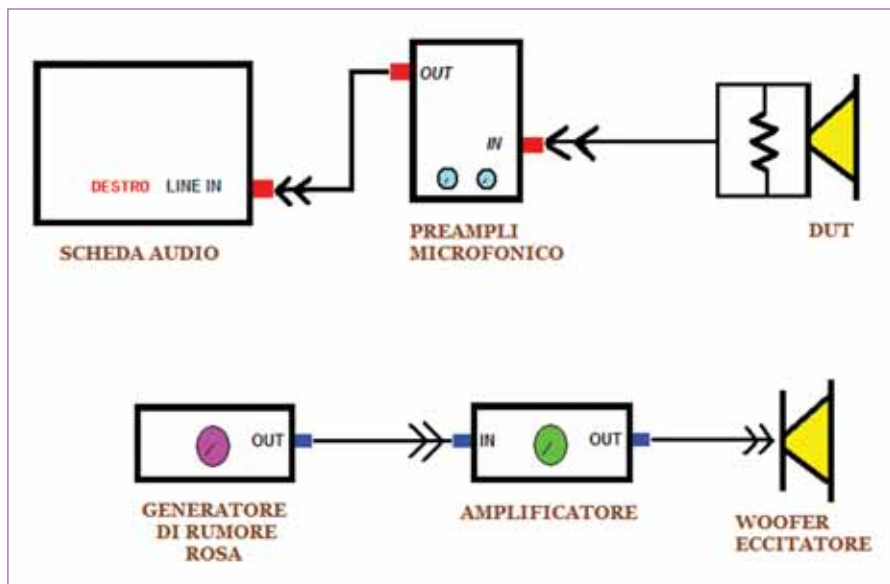 OUT
IN
DESTRO LINE IN
SCHEDA AUDIO
PREAMPLI
MICROFONICO
DUT
OUT
IN
OUT
GENERATORE
DI RUMORE
ROSA
AMPLIFICATORE
WOOFER
ECCITATORE